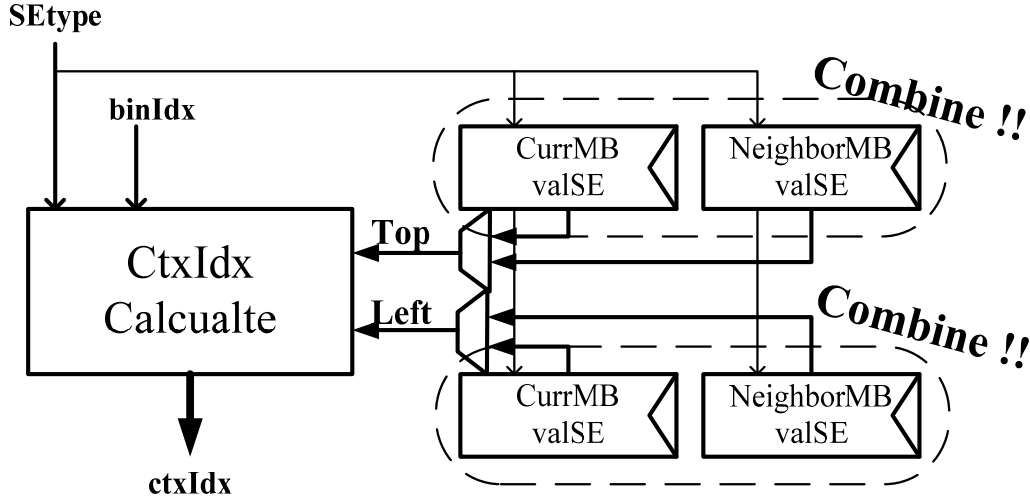 SEtype
binIdx
Combine !!
CurrMB
valSE
NeighborMB
valSE
CtxIdx
Calcualte
Top
Left
Combine !!
CurrMB
valSE
NeighborMB
valSE
ctxIdx